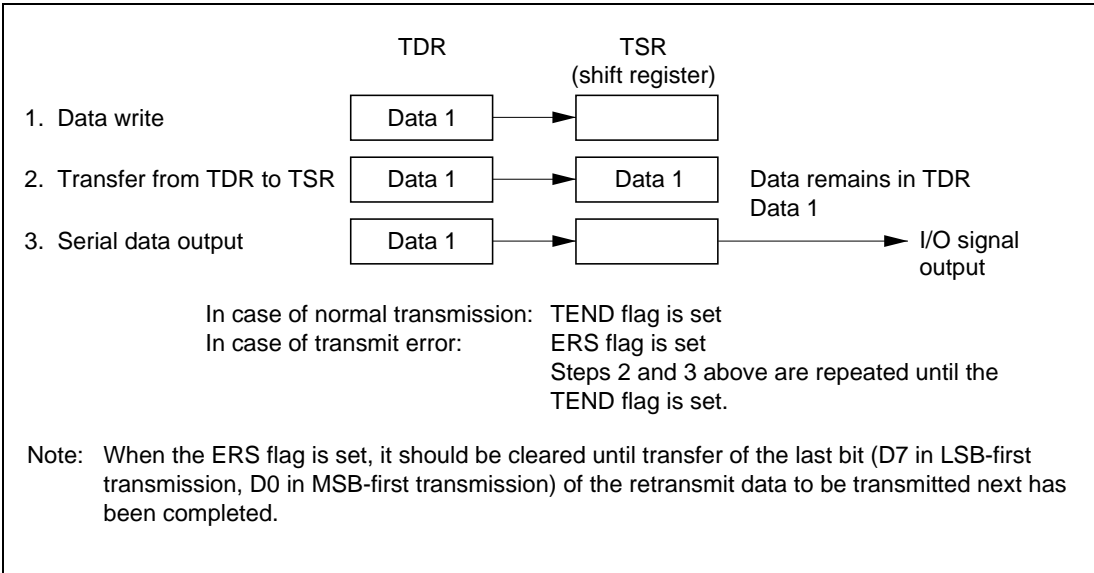 TDR TSR
(shift register)
1. Data write Data 1
2. Transfer from TDR to TSR Data 1 Data 1 Data remains in TDR
Data 1
3. Serial data output Data 1 I/O signal
output
In case of normal transmission: TEND flag is set
In case of transmit error: ERS flag is set
Steps 2 and 3 above are repeated until the
TEND flag is set.
Note: When the ERS flag is set, it should be cleared until transfer of the last bit (D7 in LSB-first
transmission, D0 in MSB-first transmission) of the retransmit data to be transmitted next has
been completed.